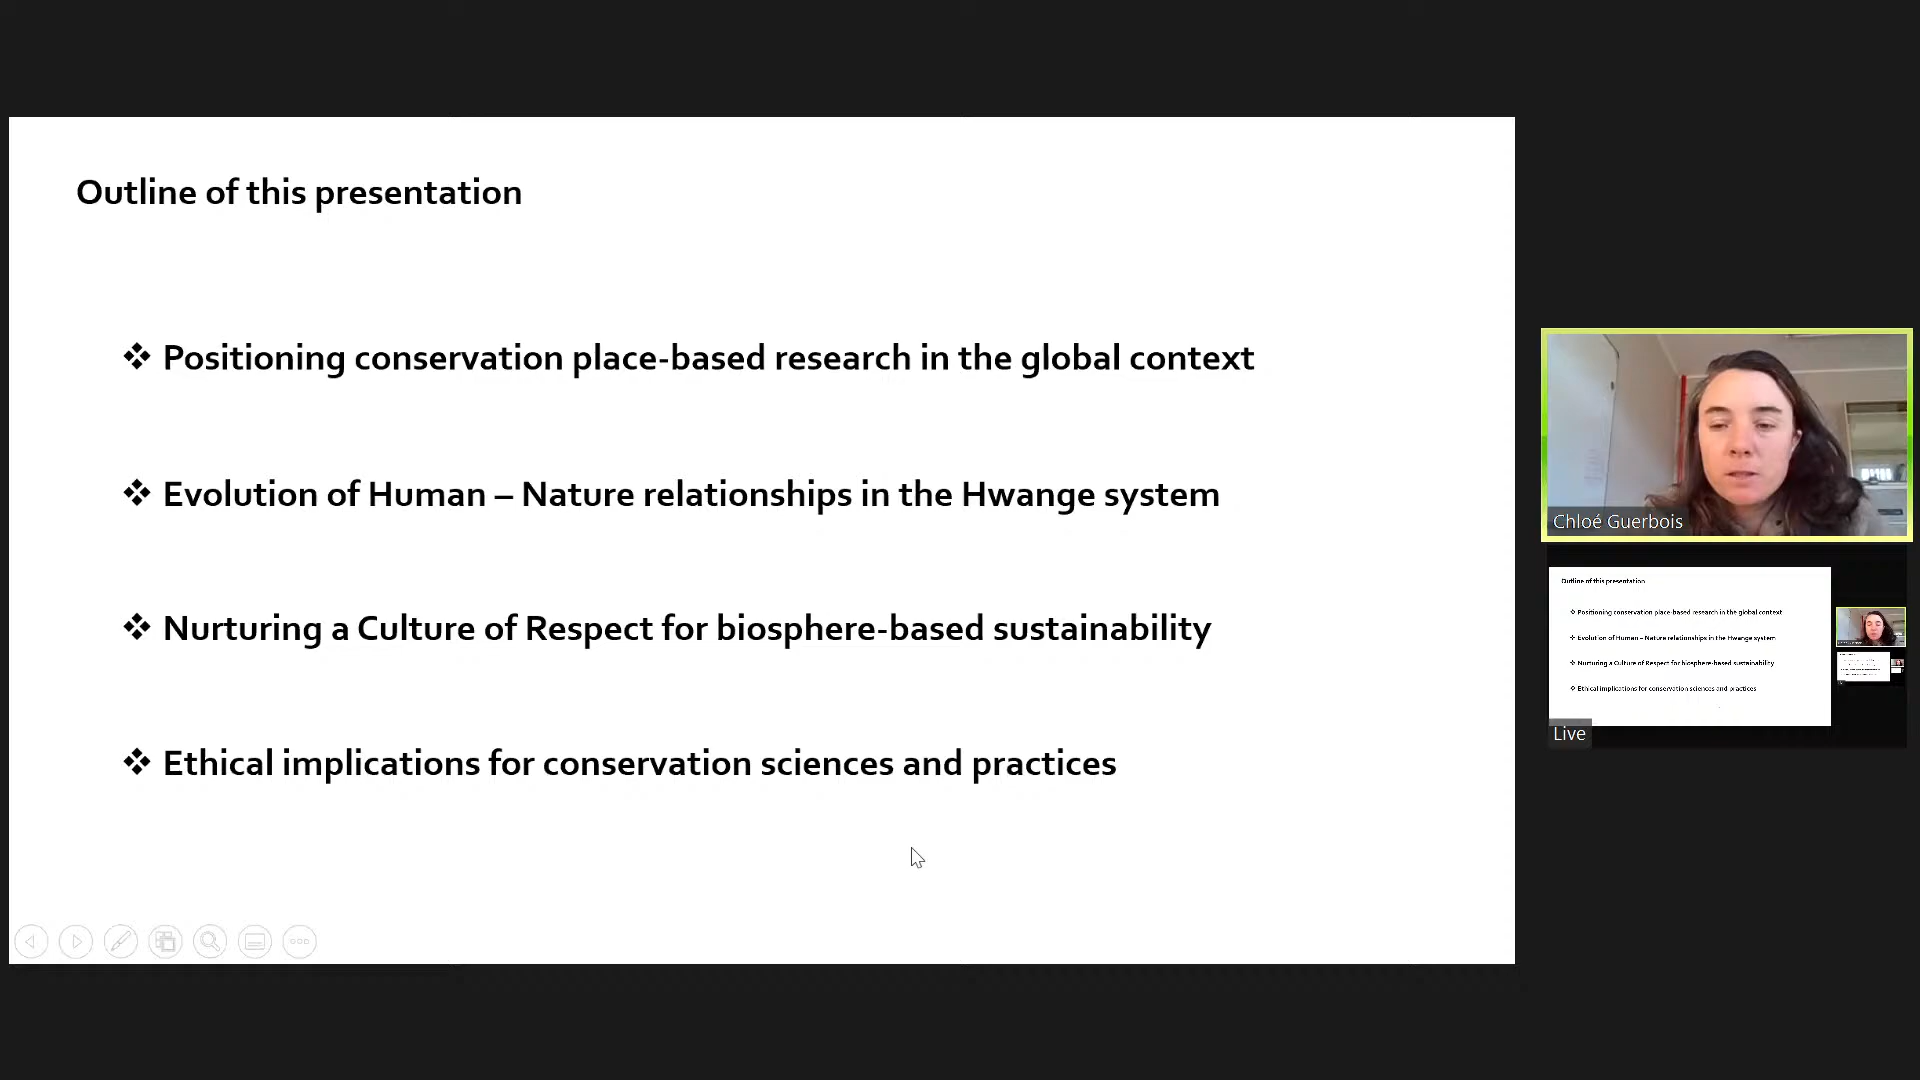 Outline of this presentation
❖ Positioning conservation place-based research in the global context
❖ Evolution of Human – Nature relationships in the Hwange system
❖ Nurturing a Culture of Respect for biosphere-based sustainability
❖ Ethical implications for conservation sciences and practices
Chloé Guerbois
Outline of this presentation
❖ Positioning conservation place-based research in the global context
❖ Evolution of Human – Nature relationships in the Hwange system
❖ Nurturing a Culture of Respect for biosphere-based sustainability
❖ Ethical implications for conservation sciences and practices
Live